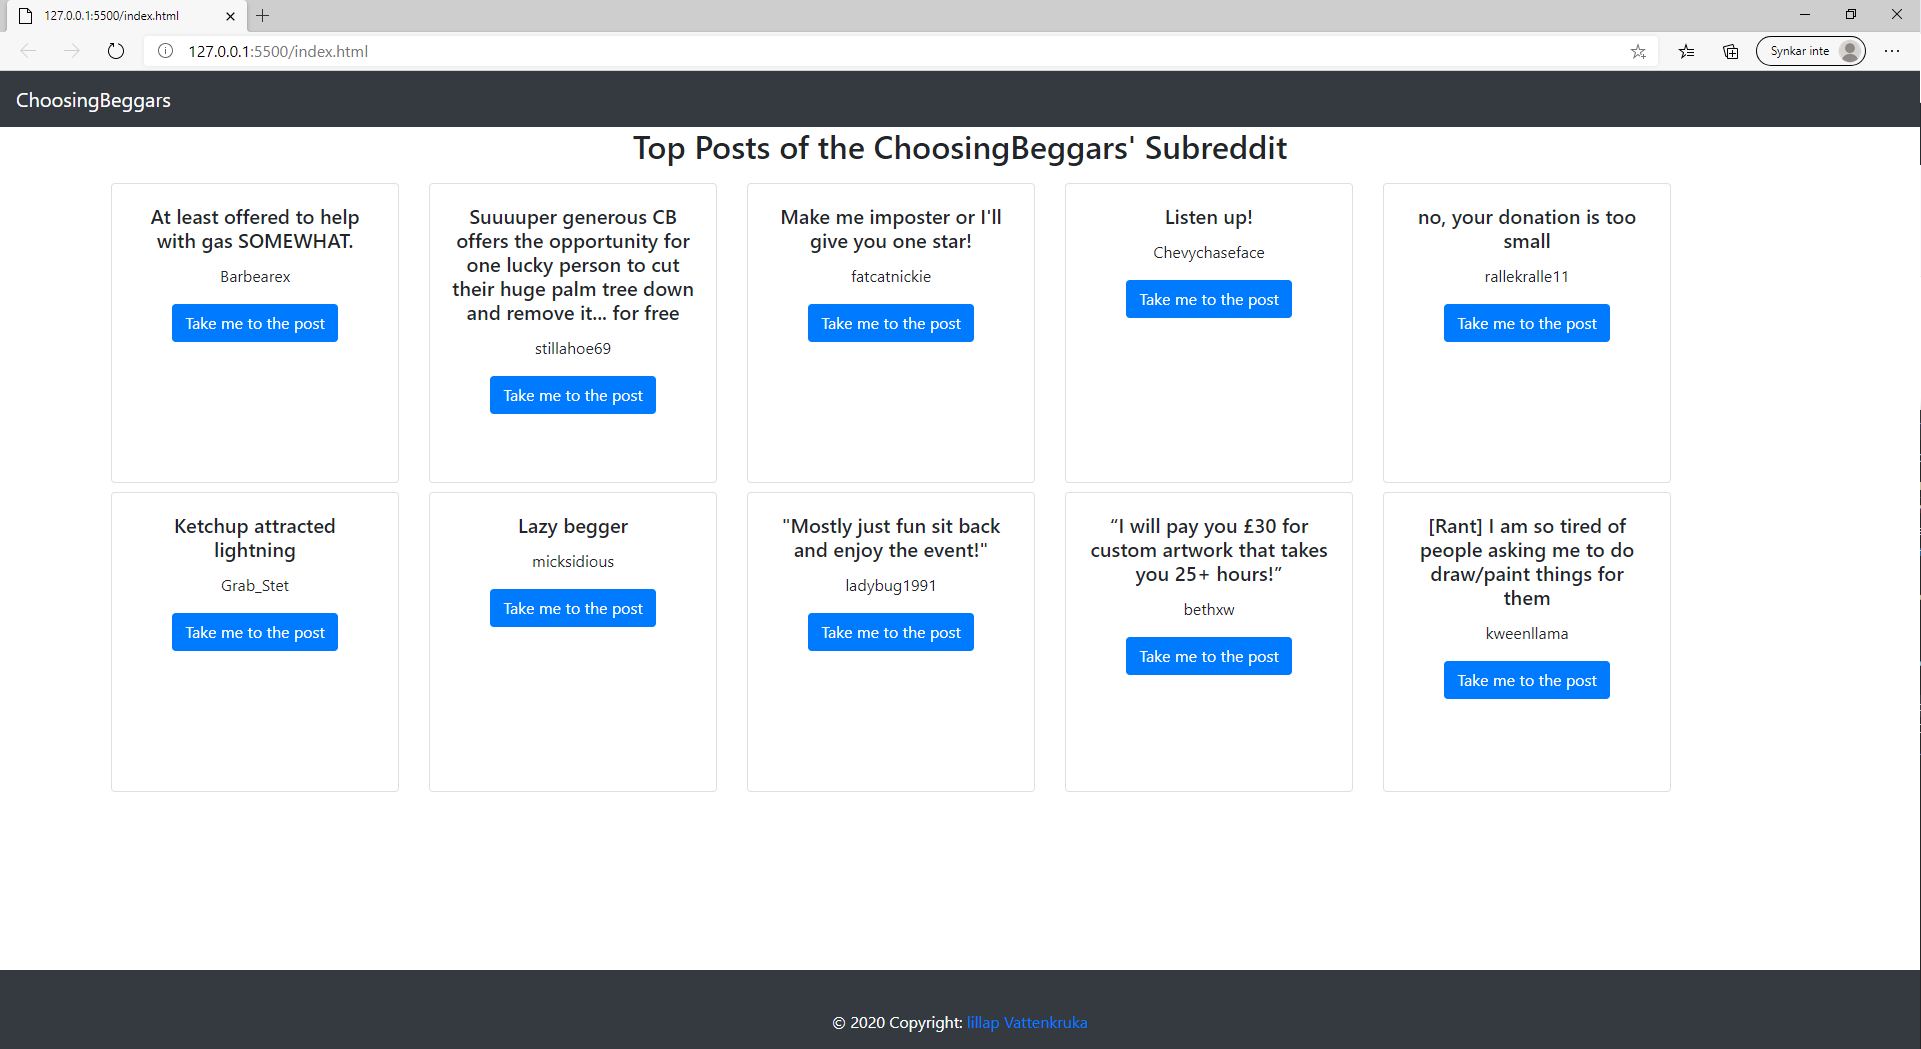 127.0.0.1:5500/index.html
127.0.0.1:5500/index.html
Synkar inte
ChoosingBeggars
Top Posts of the ChoosingBeggars' Subreddit
At least offered to help
with gas SOMEWHAT.
Barbearex
Take me to the post
Suuuuper generous CB
offers the opportunity for
one lucky person to cut
their huge palm tree down
and remove it... for free
stillahoe69
Take me to the post
Make me imposter or I'll
give you one star!
fatcatnickie
Take me to the post
Listen up!
Chevychaseface
Take me to the post
no, your donation is too
small
rallekralle11
Take me to the post
Ketchup attracted
lightning
Grab_Stet
Take me to the post
Lazy begger
micksidious
Take me to the post
"Mostly just fun sit back
and enjoy the event!"
ladybug1991
Take me to the post
“I will pay you £30 for
custom artwork that takes
you 25+ hours!”
bethxw
Take me to the post
[Rant] I am so tired of
people asking me to do
draw/paint things for
them
kweenllama
Take me to the post
© 2020 Copyright: lillap Vattenkruka